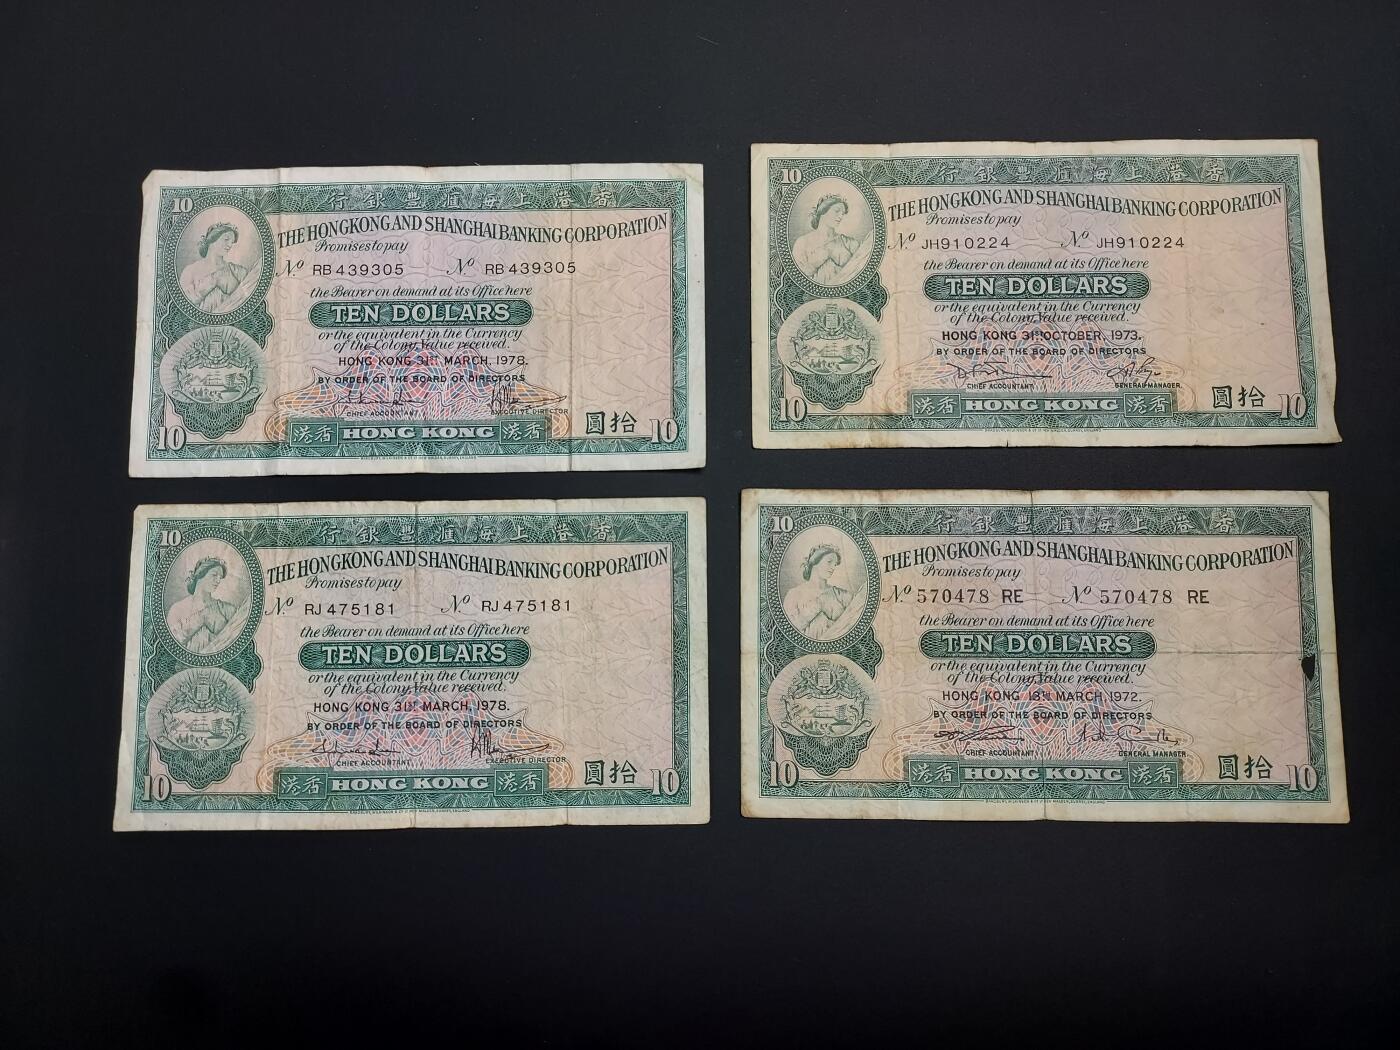 10
行銀豐滙海上港香
THE HONGKONG AND SHANGHAI BANKING CORPORATION
Promises to pay
No RB 439305 No RB 439305
the Bearer on demand at its Office here
TEN DOLLARS
or the equivalent in the Currency
of the Colony Value received.
HONG KONG 31ST MARCH, 1978.
BY ORDER OF THE BOARD OF DIRECTORS
CHIEF ACCOUNTANT EXECUTIVE DIRECTOR
10 港香 HONG KONG 港香 圓拾 10
10
行銀豐滙海上港香
THE HONGKONG AND SHANGHAI BANKING CORPORATION
Promises to pay
No JH910224 No JH910224
the Bearer on demand at its Office here
TEN DOLLARS
or the equivalent in the Currency
of the Colony Value received.
HONG KONG 31ST OCTOBER, 1973.
BY ORDER OF THE BOARD OF DIRECTORS
CHIEF ACCOUNTANT GENERAL MANAGER
10 港香 HONG KONG 港香 圓拾 10
10
行銀豐滙海上港香
THE HONGKONG AND SHANGHAI BANKING CORPORATION
Promises to pay
No RJ 475181 No RJ 475181
the Bearer on demand at its Office here
TEN DOLLARS
or the equivalent in the Currency
of the Colony Value received.
HONG KONG 31ST MARCH, 1978.
BY ORDER OF THE BOARD OF DIRECTORS
CHIEF ACCOUNTANT EXECUTIVE DIRECTOR
10 港香 HONG KONG 港香 圓拾 10
10
行銀豐滙海上港香
THE HONGKONG AND SHANGHAI BANKING CORPORATION
Promises to pay
No 570478 RE No 570478 RE
the Bearer on demand at its Office here
TEN DOLLARS
or the equivalent in the Currency
of the Colony Value received.
HONG KONG 18TH MARCH, 1972.
BY ORDER OF THE BOARD OF DIRECTORS
CHIEF ACCOUNTANT GENERAL MANAGER
10 港香 HONG KONG 港香 圓拾 10